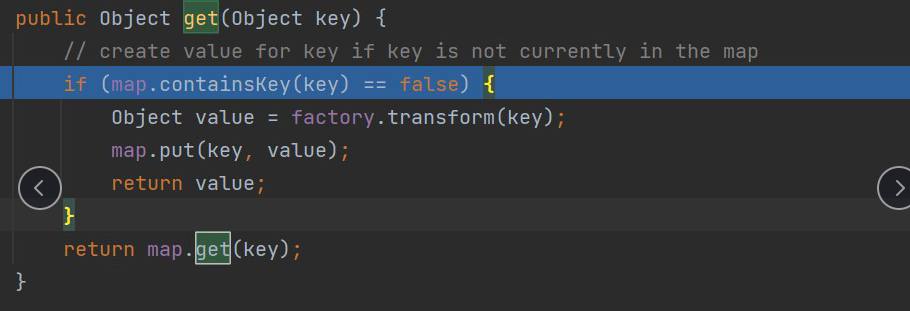 public Object get(Object key) {
// create value for key if key is not currently in the map
if (map.containsKey(key) == false) {
Object value = factory.transform(key);
map.put(key, value);
return value;
}
return map.get(key);
}